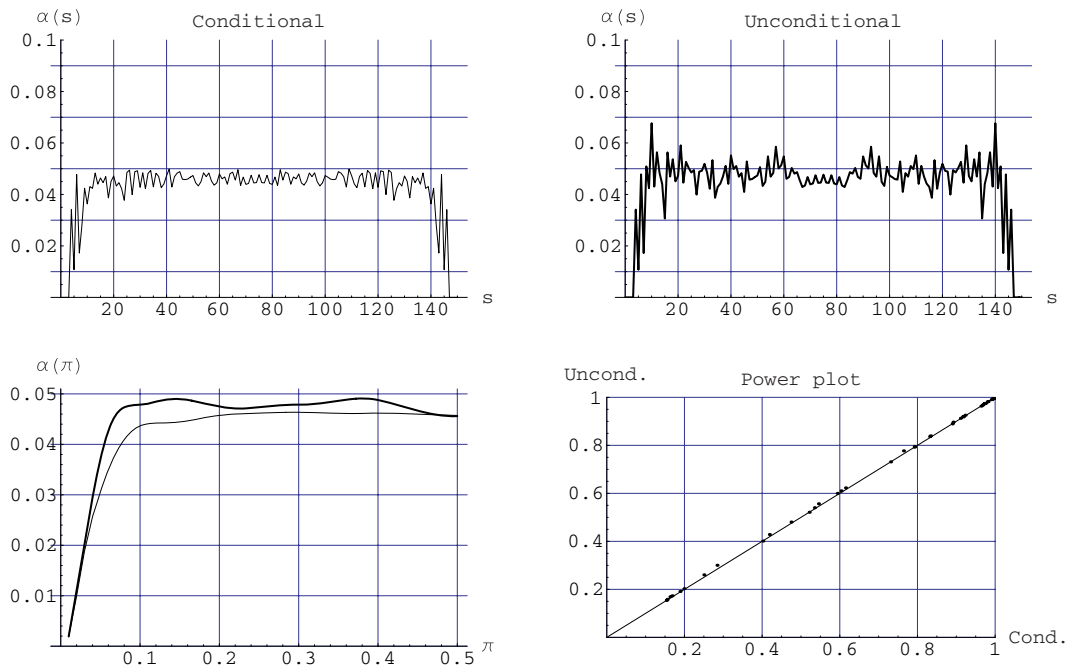 α(s)
Conditional
0.1
0.08
0.06
0.04
0.02
20 40 60 80 100 120 140
s
α(s)
Unconditional
0.1
0.08
0.06
0.04
0.02
20 40 60 80 100 120 140
s
α(π)
0.05
0.04
0.03
0.02
0.01
0.1 0.2 0.3 0.4 0.5
π
Uncond.
Power plot
1
0.8
0.6
0.4
0.2
0.2 0.4 0.6 0.8 1
Cond.